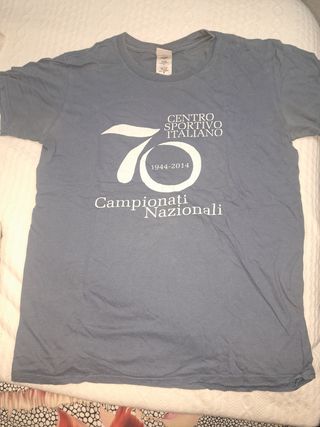 CENTRO
SPORTIVO
ITALIANO
70
1944-2014
Campionati
Nazionali